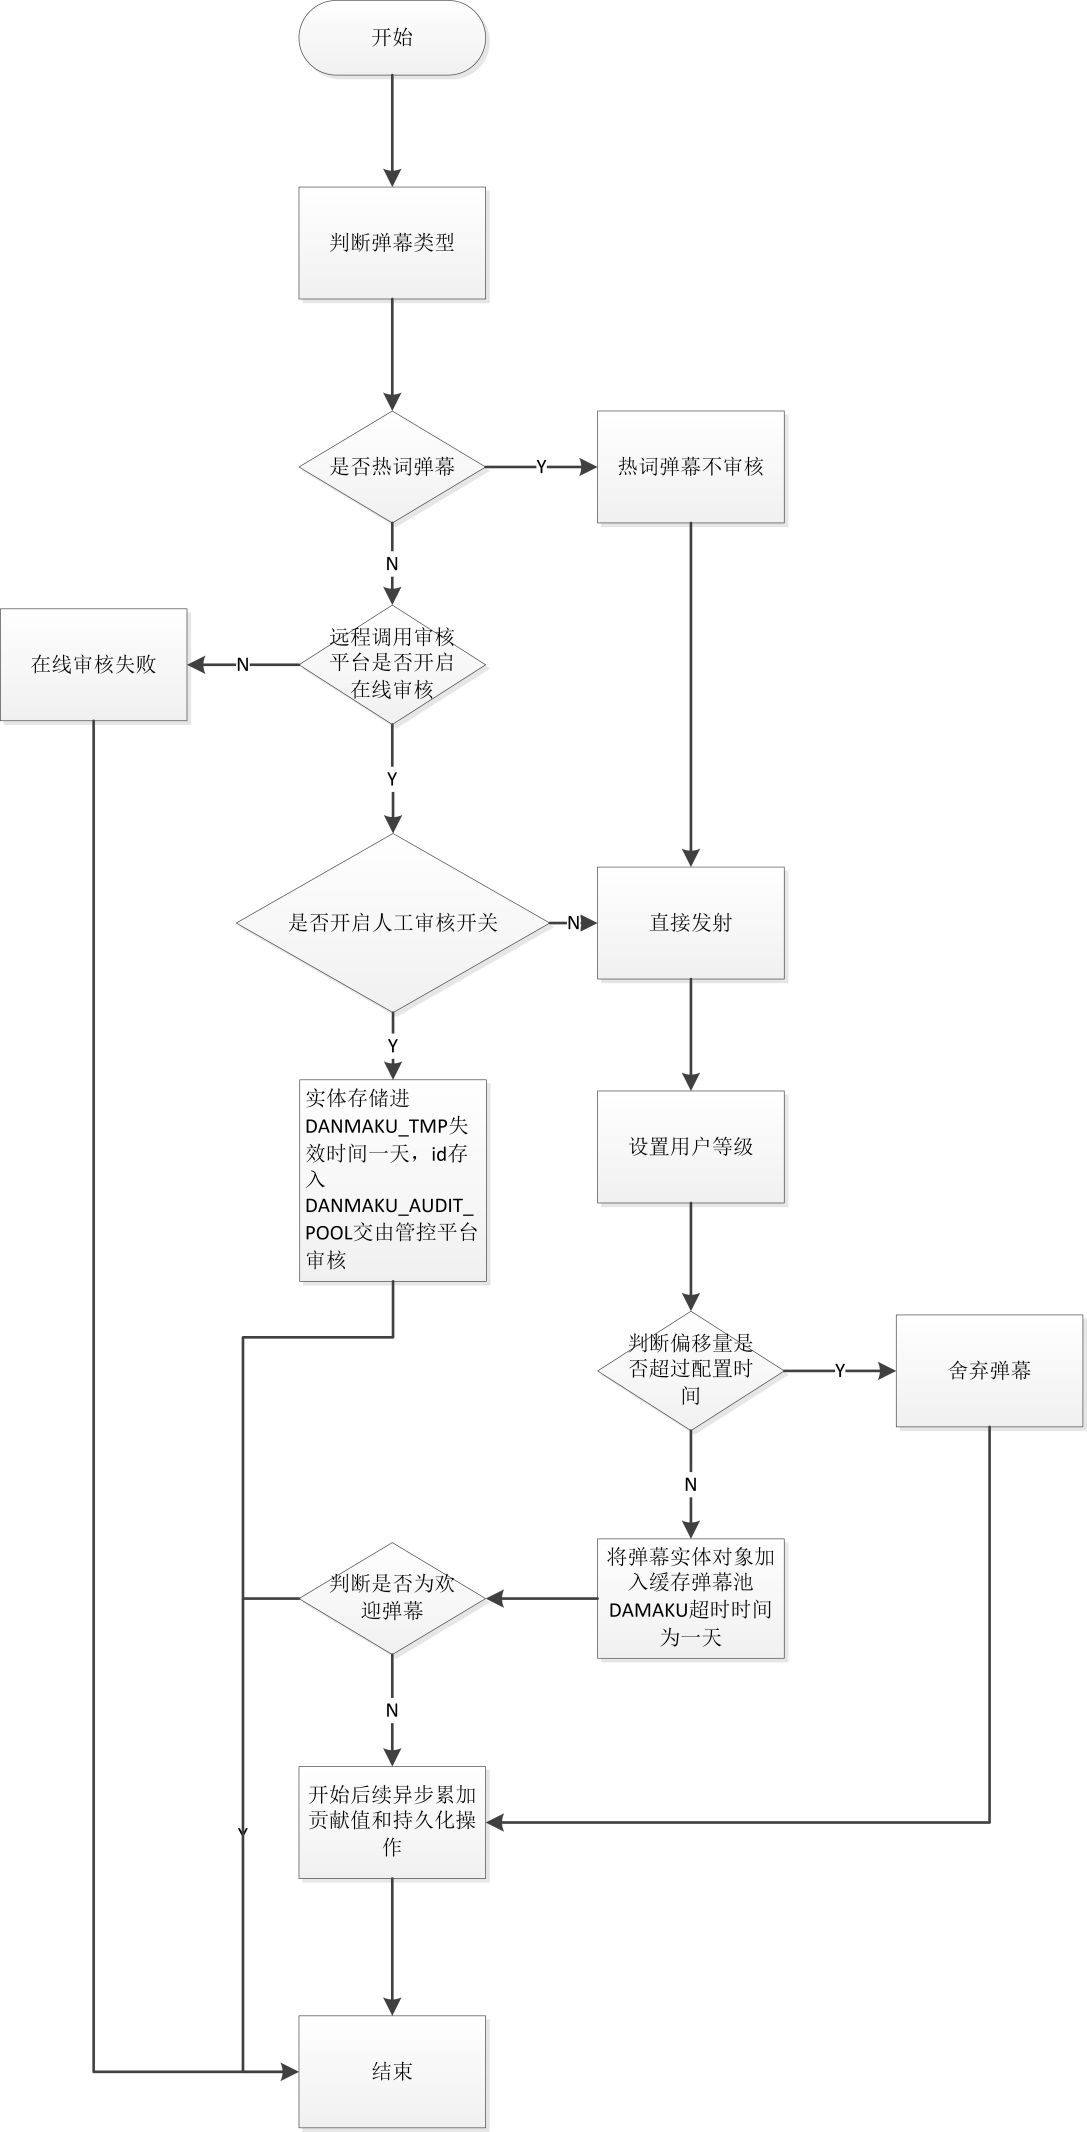 开始
判断弹幕类型
是否热词弹幕
Y
热词弹幕不审核
N
远程调用审核
平台是否开启
在线审核
N
在线审核失败
Y
是否开启人工审核开关
N
直接发射
Y
实体存储进
DANMAKU_TMP失
效时间一天，id存
入
DANMAKU_AUDIT_
POOL交由管控平台
审核
设置用户等级
判断偏移量是
否超过配置时
间
Y
舍弃弹幕
N
将弹幕实体对象加
入缓存弹幕池
DAMAKU超时时间
为一天
判断是否为欢
迎弹幕
N
开始后续异步累加
贡献值和持久化操
作
Y
结束